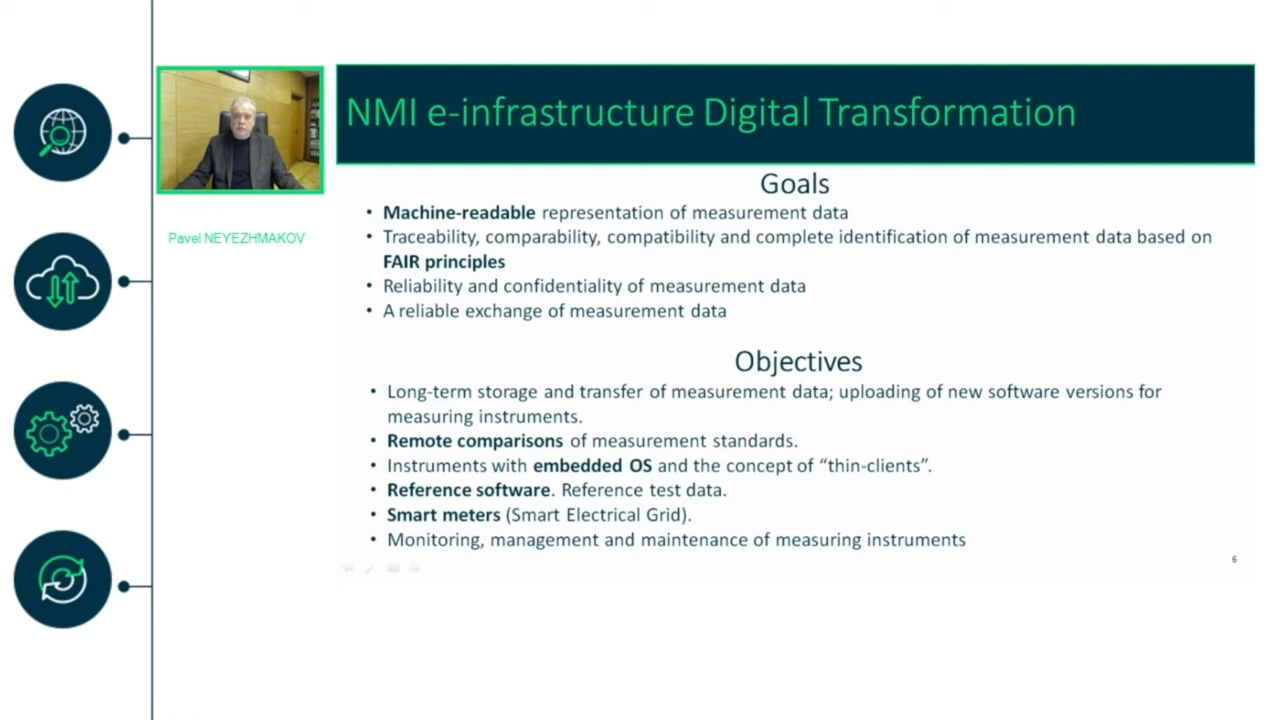 NMI e-infrastructure Digital Transformation
Pavel NEYEZHMAKOV
Goals
• Machine-readable representation of measurement data
• Traceability, comparability, compatibility and complete identification of measurement data based on
FAIR principles
• Reliability and confidentiality of measurement data
• A reliable exchange of measurement data
Objectives
• Long-term storage and transfer of measurement data; uploading of new software versions for
measuring instruments.
• Remote comparisons of measurement standards.
• Instruments with embedded OS and the concept of “thin-clients”.
• Reference software. Reference test data.
• Smart meters (Smart Electrical Grid).
• Monitoring, management and maintenance of measuring instruments
6